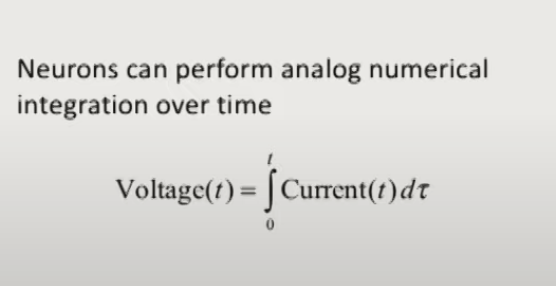 Neurons can perform analog numerical
integration over time
Voltage(t) = ∫₀ᵗ Current(t) dτ